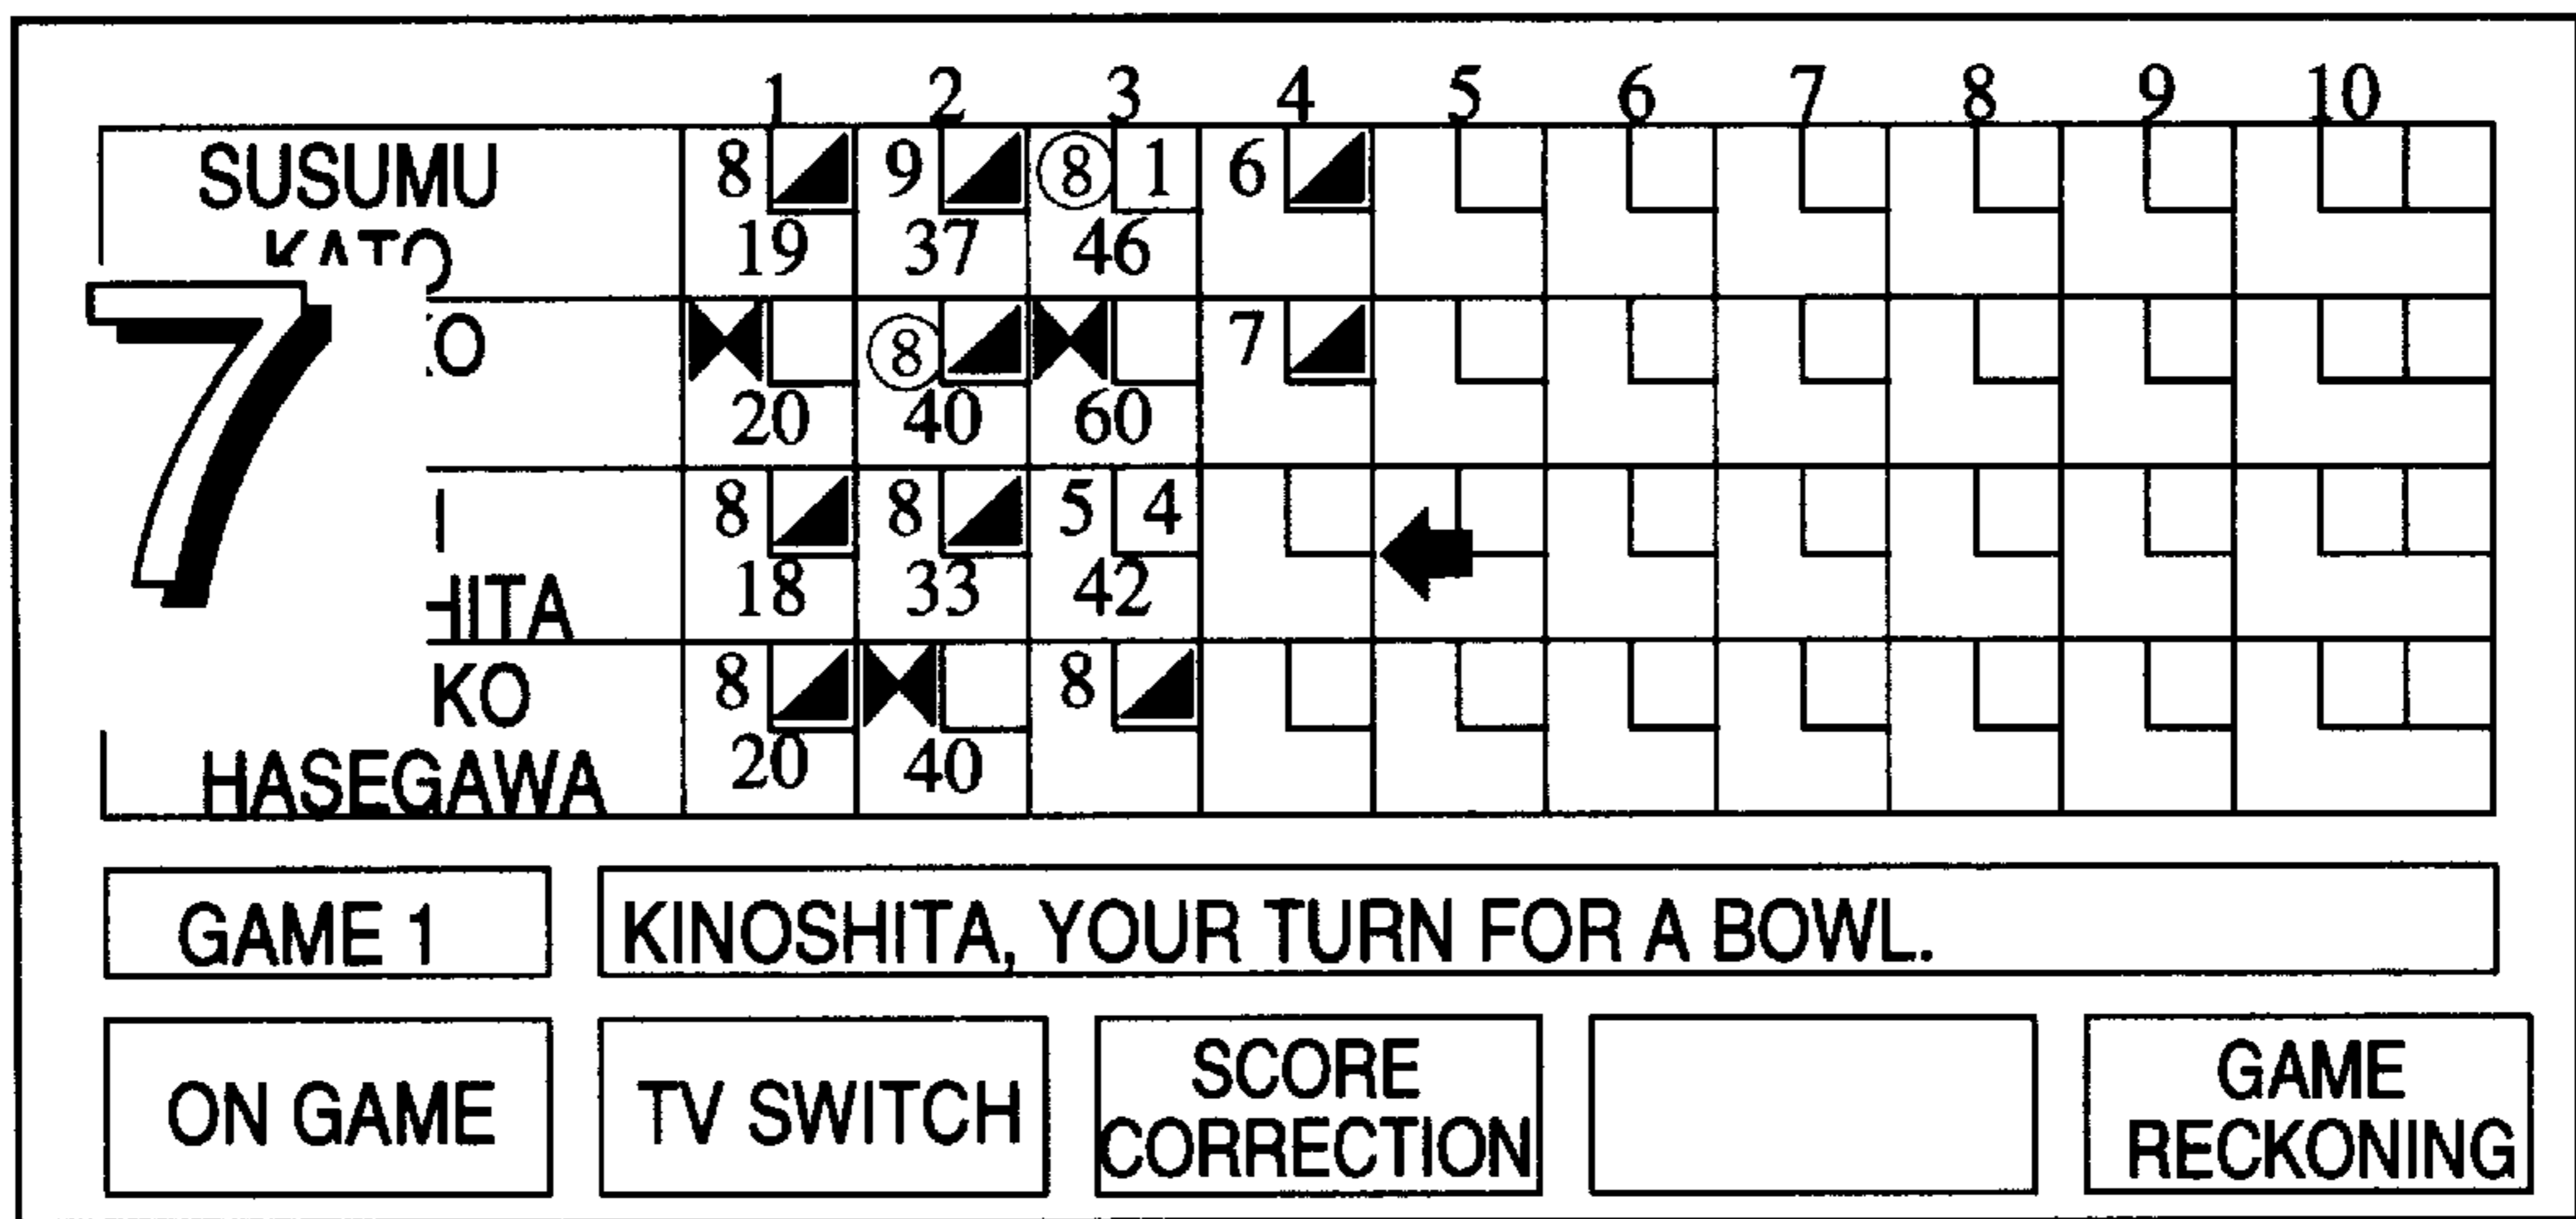 1 2 3 4 5 6 7 8 9 10
SUSUMU 8 9 8 1 6
KATO 19 37 46
7
KO 8 7
20 40 60
I 8 8 5 4
HITA 18 33 42
KO 8 8
HASEGAWA 20 40
GAME 1 KINOSHITA, YOUR TURN FOR A BOWL.
ON GAME TV SWITCH SCORE CORRECTION GAME RECKONING